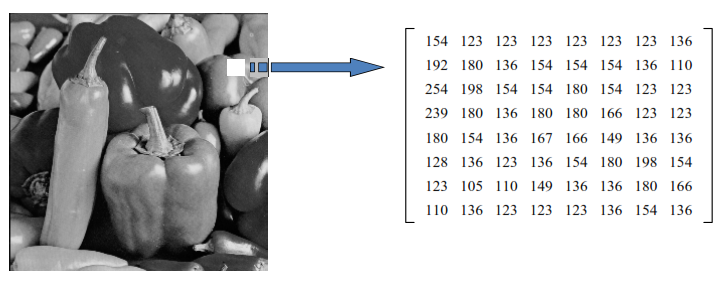 154 123 123 123 123 123 123 136
192 180 136 154 154 154 136 110
254 198 154 154 180 154 123 123
239 180 136 180 180 166 123 123
180 154 136 167 166 149 136 136
128 136 123 136 154 180 198 154
123 105 110 149 136 136 180 166
110 136 123 123 123 136 154 136